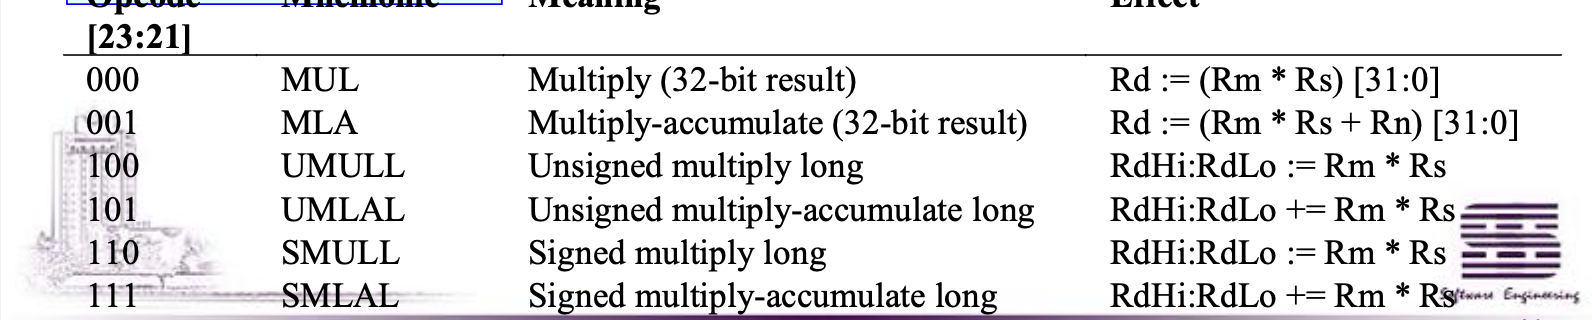 Opcode Mnemonic Meaning Effect
[23:21]
000 MUL Multiply (32-bit result) Rd := (Rm * Rs) [31:0]
001 MLA Multiply-accumulate (32-bit result) Rd := (Rm * Rs + Rn) [31:0]
100 UMULL Unsigned multiply long RdHi:RdLo := Rm * Rs
101 UMLAL Unsigned multiply-accumulate long RdHi:RdLo += Rm * Rs
110 SMULL Signed multiply long RdHi:RdLo := Rm * Rs
111 SMLAL Signed multiply-accumulate long RdHi:RdLo += Rm * Rs
Software Engineering